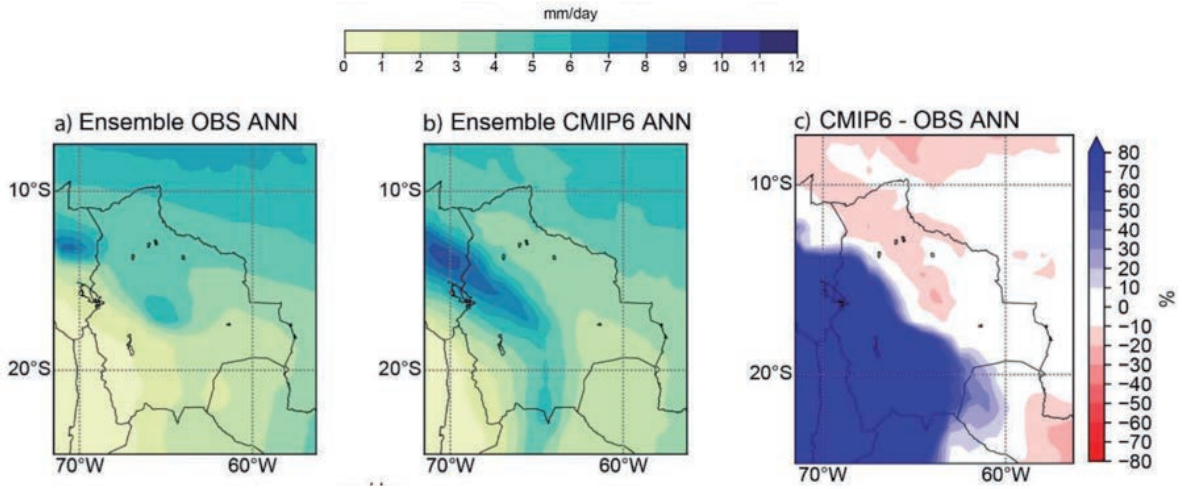 mm/day
0 1 2 3 4 5 6 7 8 9 10 11 12
a) Ensemble OBS ANN
b) Ensemble CMIP6 ANN
c) CMIP6 - OBS ANN
10°S
20°S
70°W 60°W
10°S
20°S
70°W 60°W
10°S
20°S
70°W 60°W
80
70
60
50
40
30
20
10
0
−10
−20
−30
−40
−50
−60
−70
−80
%